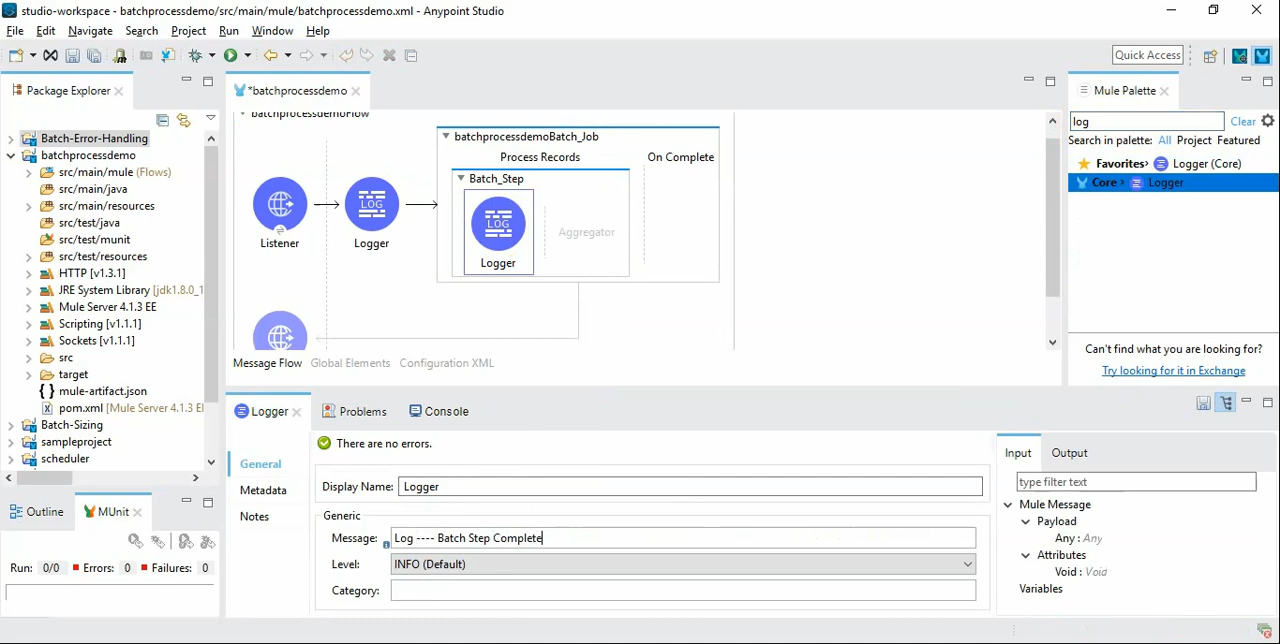 studio-workspace - batchprocessdemo/src/main/mule/batchprocessdemo.xml - Anypoint Studio
File Edit Navigate Search Project Run Window Help
Quick Access
Package Explorer
Batch-Error-Handling
batchprocessdemo
src/main/mule (Flows)
src/main/java
src/main/resources
src/test/java
src/test/munit
src/test/resources
HTTP [v1.3.1]
JRE System Library [jdk1.8.0_1
Mule Server 4.1.3 EE
Scripting [v1.1.1]
Sockets [v1.1.1]
src
target
mule-artifact.json
pom.xml [Mule Server 4.1.3 EI
Batch-Sizing
sampleproject
scheduler
*batchprocessdemo
batchprocessdemoFlow
batchprocessdemoBatch_Job
Process Records
On Complete
Batch_Step
LOG
LOG
Aggregator
Listener
Logger
Logger
Message Flow Global Elements Configuration XML
Mule Palette
log
Clear
Search in palette: All Project Featured
Favorites> Logger (Core)
Core> Logger
Can't find what you are looking for?
Try looking for it in Exchange
Outline
MUnit
Run: 0/0 Errors: 0 Failures: 0
Logger
Problems
Console
There are no errors.
General
Metadata
Notes
Display Name: Logger
Generic
Message: Log ---- Batch Step Complete
Level: INFO (Default)
Category:
Input
Output
type filter text
Mule Message
Payload
Any : Any
Attributes
Void : Void
Variables